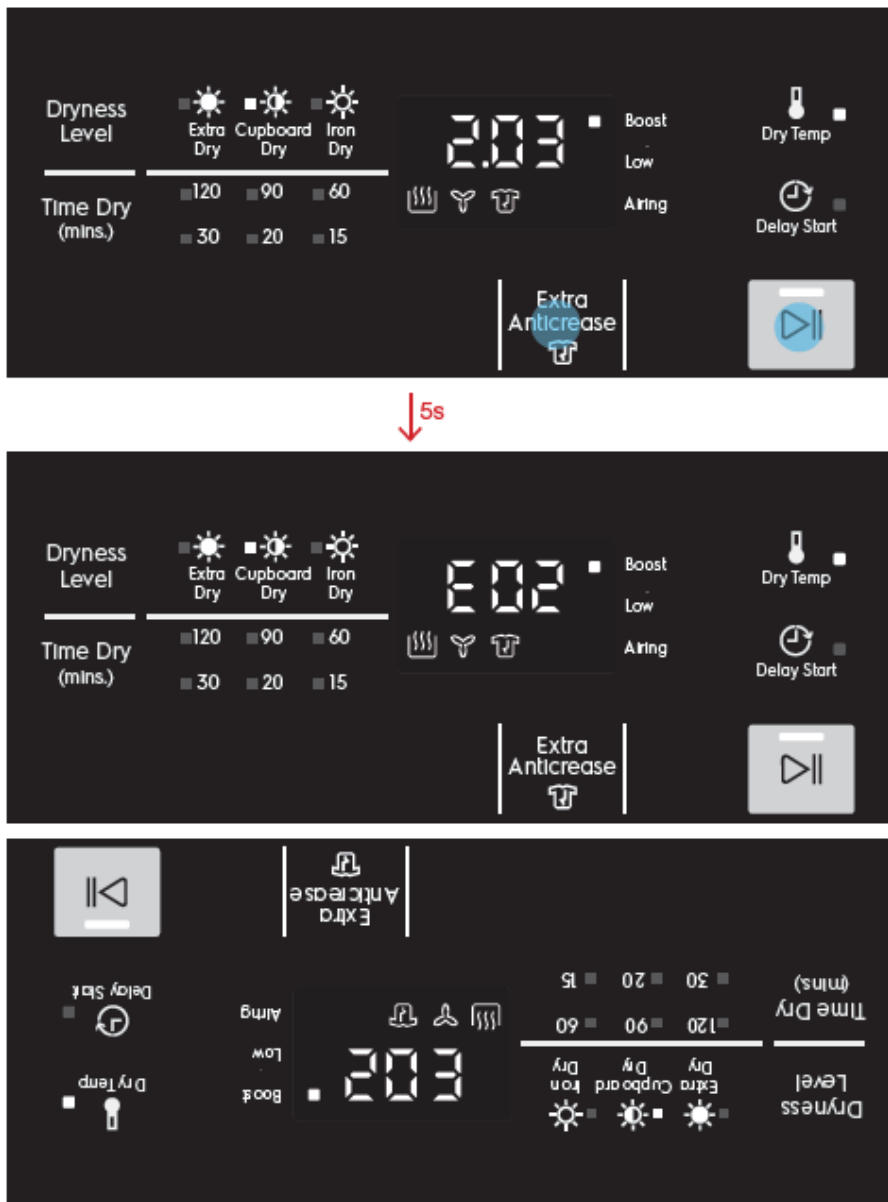 Dryness
Level
Extra
Dry
Cupboard
Dry
Iron
Dry
Time Dry
(mins.)
120 90 60
30 20 15
2.03
Boost
Low
Airing
Dry Temp
Delay Start
Extra
Anticrease
5s
Dryness
Level
Extra
Dry
Cupboard
Dry
Iron
Dry
Time Dry
(mins.)
120 90 60
30 20 15
E02
Boost
Low
Airing
Dry Temp
Delay Start
Extra
Anticrease
Dryness
Level
Extra
Dry
Cupboard
Dry
Iron
Dry
Time Dry
(mins)
120 90 60
30 20 15
E02
Boost
Low
Airing
Dry Temp
Delay Start
Extra
Anticrease